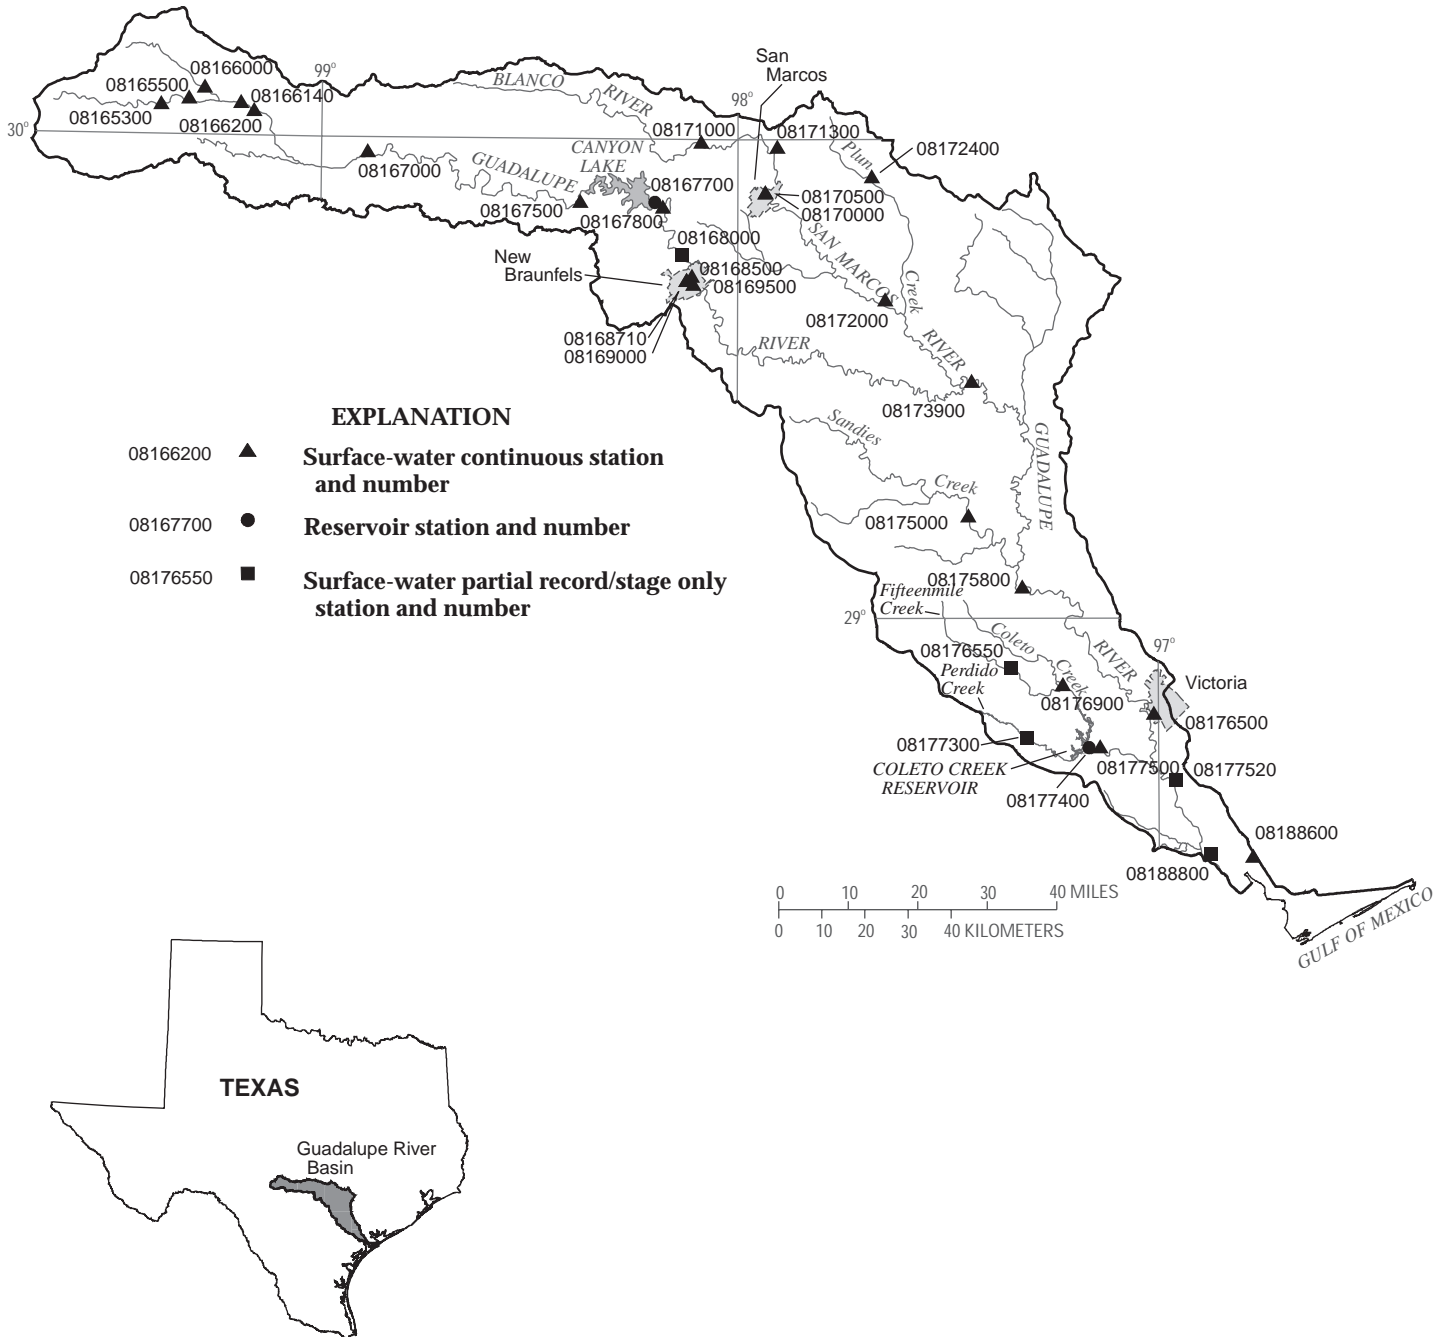 San
Marcos
99°
08166000
98°
BLANCO
RIVER
08165500
08166140
08165300
08166200
30°
08171000
08171300
Plum
08172400
CANYON
LAKE
GUADALUPE
08167000
08167700
08170500
08170000
08167500
08167800
SAN MARCOS
08168000
New
Braunfels
08168500
08169500
Creek
08172000
08168710
08169000
RIVER
RIVER
08173900
EXPLANATION
Sandies
GUADALUPE
08166200
Surface-water continuous station
and number
Creek
08175000
08167700
Reservoir station and number
08176550
Surface-water partial record/stage only
station and number
08175800
Fifteenmile
Creek
29°
Coleto
Creek
RIVER
97°
08176550
Perdido
Creek
Victoria
08176900
08176500
08177300
COLETO CREEK
RESERVOIR
08177500
08177520
08177400
08188600
08188800
0 10 20 30 40 MILES
0 10 20 30 40 KILOMETERS
GULF OF MEXICO
TEXAS
Guadalupe River
Basin